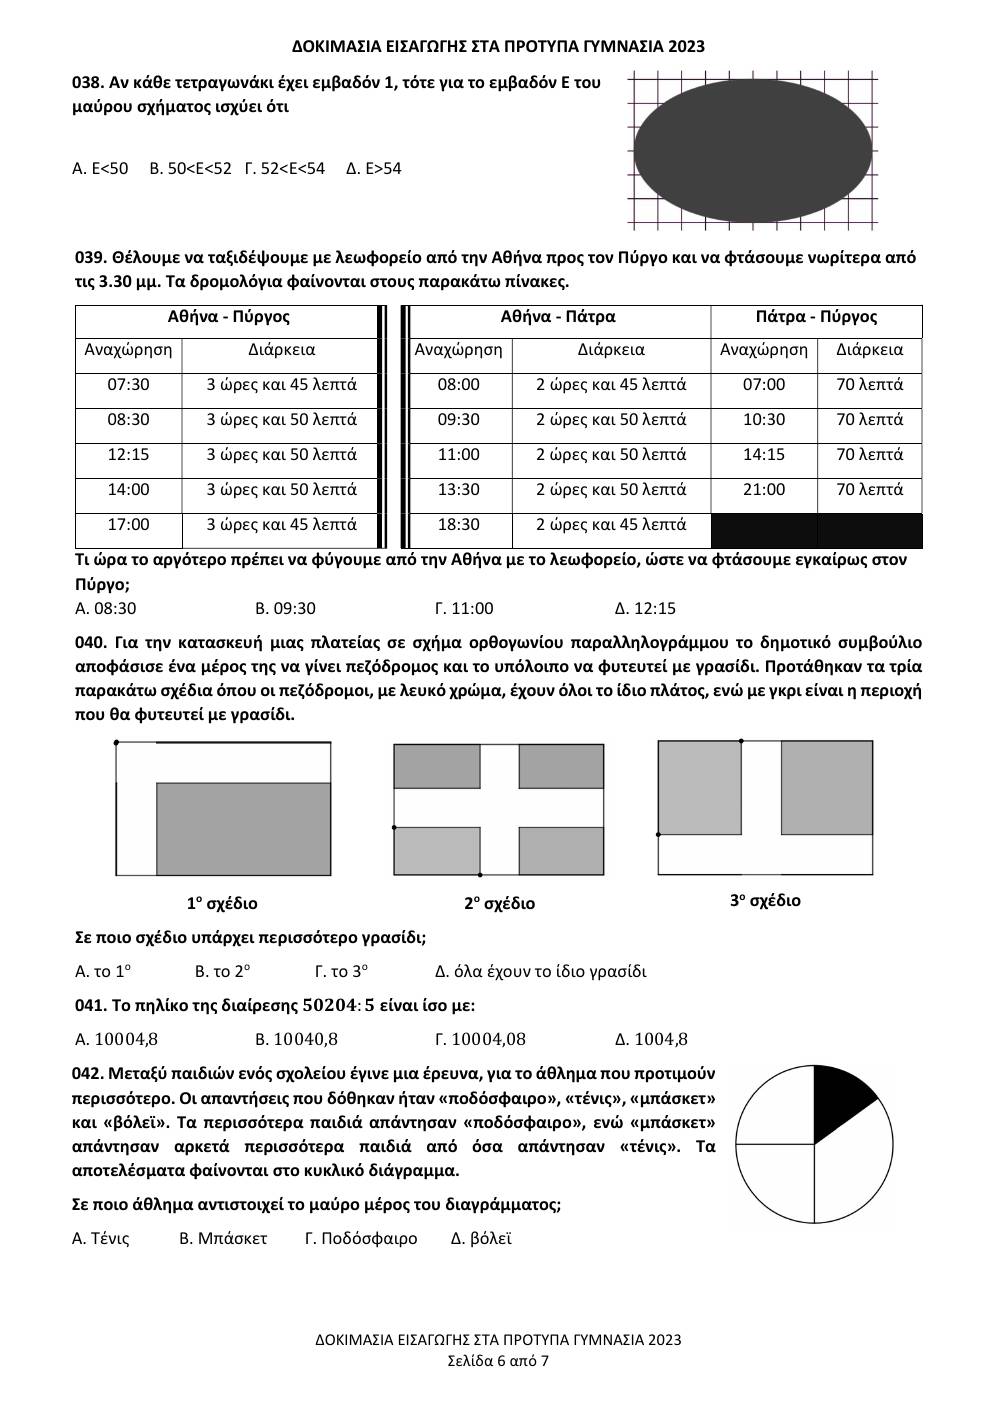 ΔΟΚΙΜΑΣΙΑ ΕΙΣΑΓΩΓΗΣ ΣΤΑ ΠΡΟΤΥΠΑ ΓΥΜΝΑΣΙΑ 2023
038. Αν κάθε τετραγωνάκι έχει εμβαδόν 1, τότε για το εμβαδόν Ε του
μαύρου σχήματος ισχύει ότι
Α. Ε<50 Β. 50<Ε<52 Γ. 52<Ε<54 Δ. Ε>54
039. Θέλουμε να ταξιδέψουμε με λεωφορείο από την Αθήνα προς τον Πύργο και να φτάσουμε νωρίτερα από
τις 3.30 μμ. Τα δρομολόγια φαίνονται στους παρακάτω πίνακες.
Αθήνα - Πύργος Αθήνα - Πάτρα Πάτρα - Πύργος
Αναχώρηση Διάρκεια Αναχώρηση Διάρκεια Αναχώρηση Διάρκεια
07:30 3 ώρες και 45 λεπτά 08:00 2 ώρες και 45 λεπτά 07:00 70 λεπτά
08:30 3 ώρες και 50 λεπτά 09:30 2 ώρες και 50 λεπτά 10:30 70 λεπτά
12:15 3 ώρες και 50 λεπτά 11:00 2 ώρες και 50 λεπτά 14:15 70 λεπτά
14:00 3 ώρες και 50 λεπτά 13:30 2 ώρες και 50 λεπτά 21:00 70 λεπτά
17:00 3 ώρες και 45 λεπτά 18:30 2 ώρες και 45 λεπτά
Τι ώρα το αργότερο πρέπει να φύγουμε από την Αθήνα με το λεωφορείο, ώστε να φτάσουμε εγκαίρως στον
Πύργο;
Α. 08:30 Β. 09:30 Γ. 11:00 Δ. 12:15
040. Για την κατασκευή μιας πλατείας σε σχήμα ορθογωνίου παραλληλογράμμου το δημοτικό συμβούλιο
αποφάσισε ένα μέρος της να γίνει πεζόδρομος και το υπόλοιπο να φυτευτεί με γρασίδι. Προτάθηκαν τα τρία
παρακάτω σχέδια όπου οι πεζόδρομοι, με λευκό χρώμα, έχουν όλοι το ίδιο πλάτος, ενώ με γκρι είναι η περιοχή
που θα φυτευτεί με γρασίδι.
1ο σχέδιο 2ο σχέδιο 3ο σχέδιο
Σε ποιο σχέδιο υπάρχει περισσότερο γρασίδι;
Α. το 1ο Β. το 2ο Γ. το 3ο Δ. όλα έχουν το ίδιο γρασίδι
041. Το πηλίκο της διαίρεσης 50204: 5 είναι ίσο με:
Α. 10004,8 Β. 10040,8 Γ. 10004,08 Δ. 1004,8
042. Μεταξύ παιδιών ενός σχολείου έγινε μια έρευνα, για το άθλημα που προτιμούν
περισσότερο. Οι απαντήσεις που δόθηκαν ήταν «ποδόσφαιρο», «τένις», «μπάσκετ»
και «βόλεϊ». Τα περισσότερα παιδιά απάντησαν «ποδόσφαιρο», ενώ «μπάσκετ»
απάντησαν αρκετά περισσότερα παιδιά από όσα απάντησαν «τένις». Τα
αποτελέσματα φαίνονται στο κυκλικό διάγραμμα.
Σε ποιο άθλημα αντιστοιχεί το μαύρο μέρος του διαγράμματος;
Α. Τένις Β. Μπάσκετ Γ. Ποδόσφαιρο Δ. βόλεϊ
ΔΟΚΙΜΑΣΙΑ ΕΙΣΑΓΩΓΗΣ ΣΤΑ ΠΡΟΤΥΠΑ ΓΥΜΝΑΣΙΑ 2023
Σελίδα 6 από 7